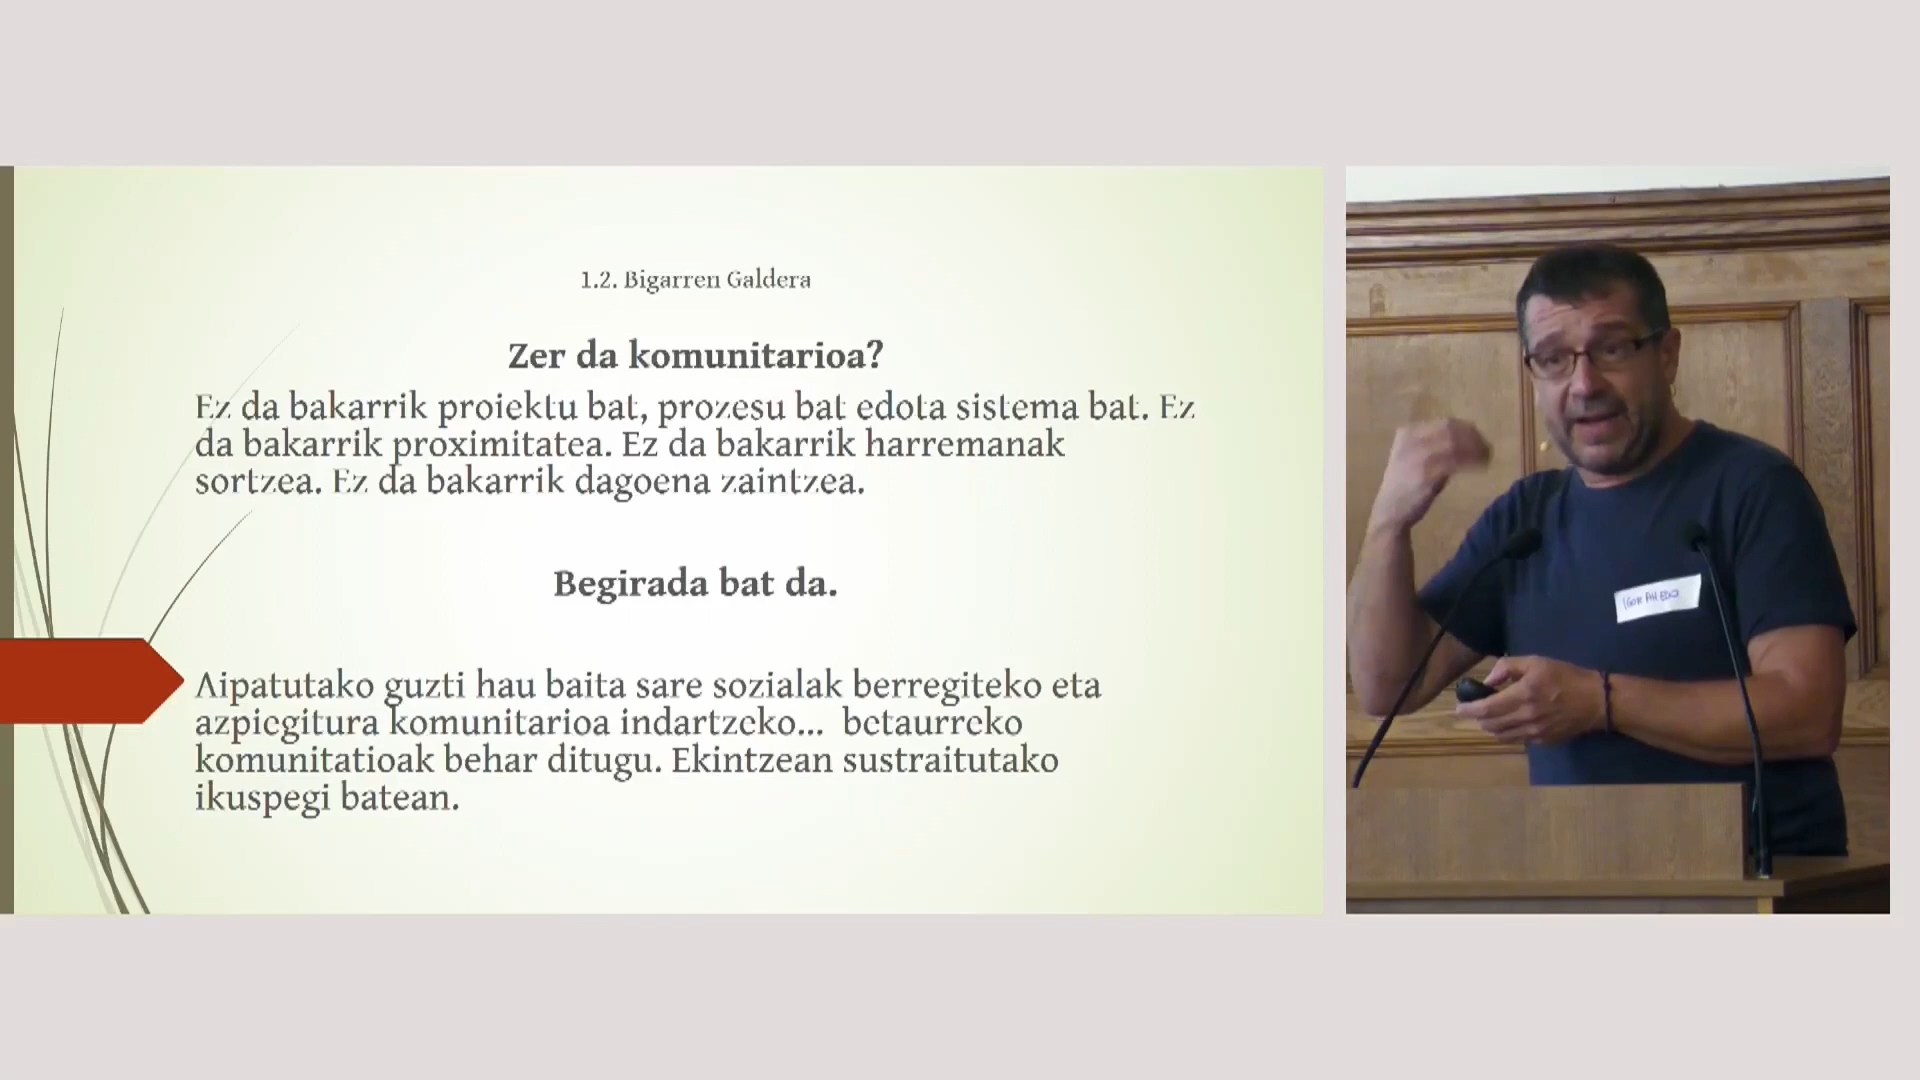 1.2. Bigarren Galdera
Zer da komunitarioa?
Ez da bakarrik proiektu bat, prozesu bat edota sistema bat. Ez
da bakarrik proximitatea. Ez da bakarrik harremanak
sortzea. Ez da bakarrik dagoena zaintzea.
Begirada bat da.
Aipatutako guzti hau baita sare sozialak berregiteko eta
azpiegitura komunitarioa indartzeko... betaurreko
komunitatioak behar ditugu. Ekintzean sustraitutako
ikuspegi batean.
IGOR AHEDO